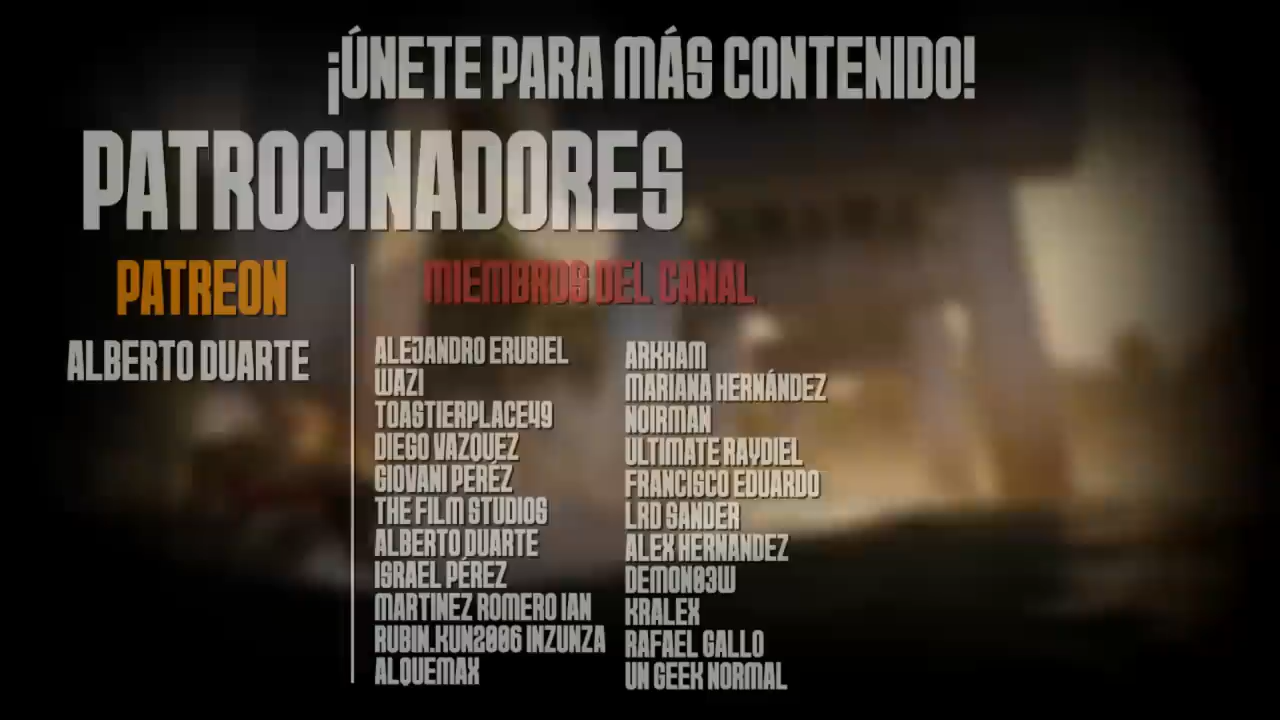 ¡ÚNETE PARA MÁS CONTENIDO!
PATROCINADORES
PATREON
ALBERTO DUARTE
MIEMBROS DEL CANAL
ALEJANDRO ERUBIEL
WAZI
TOASTIERPLACE49
DIEGO VAZQUEZ
GIOVANI PERÉZ
THE FILM STUDIOS
ALBERTO DUARTE
ISRAEL PÉREZ
MARTINEZ ROMERO IAN
RUBIN.KUN2006 INZUNZA
ALQUEMAX
ARKHAM
MARIANA HERNÁNDEZ
NOIRMAN
ULTIMATE RAYDIEL
FRANCISCO EDUARDO
LRD SANDER
ALEX HERNANDEZ
DEMON03W
KRALEX
RAFAEL GALLO
UN GEEK NORMAL